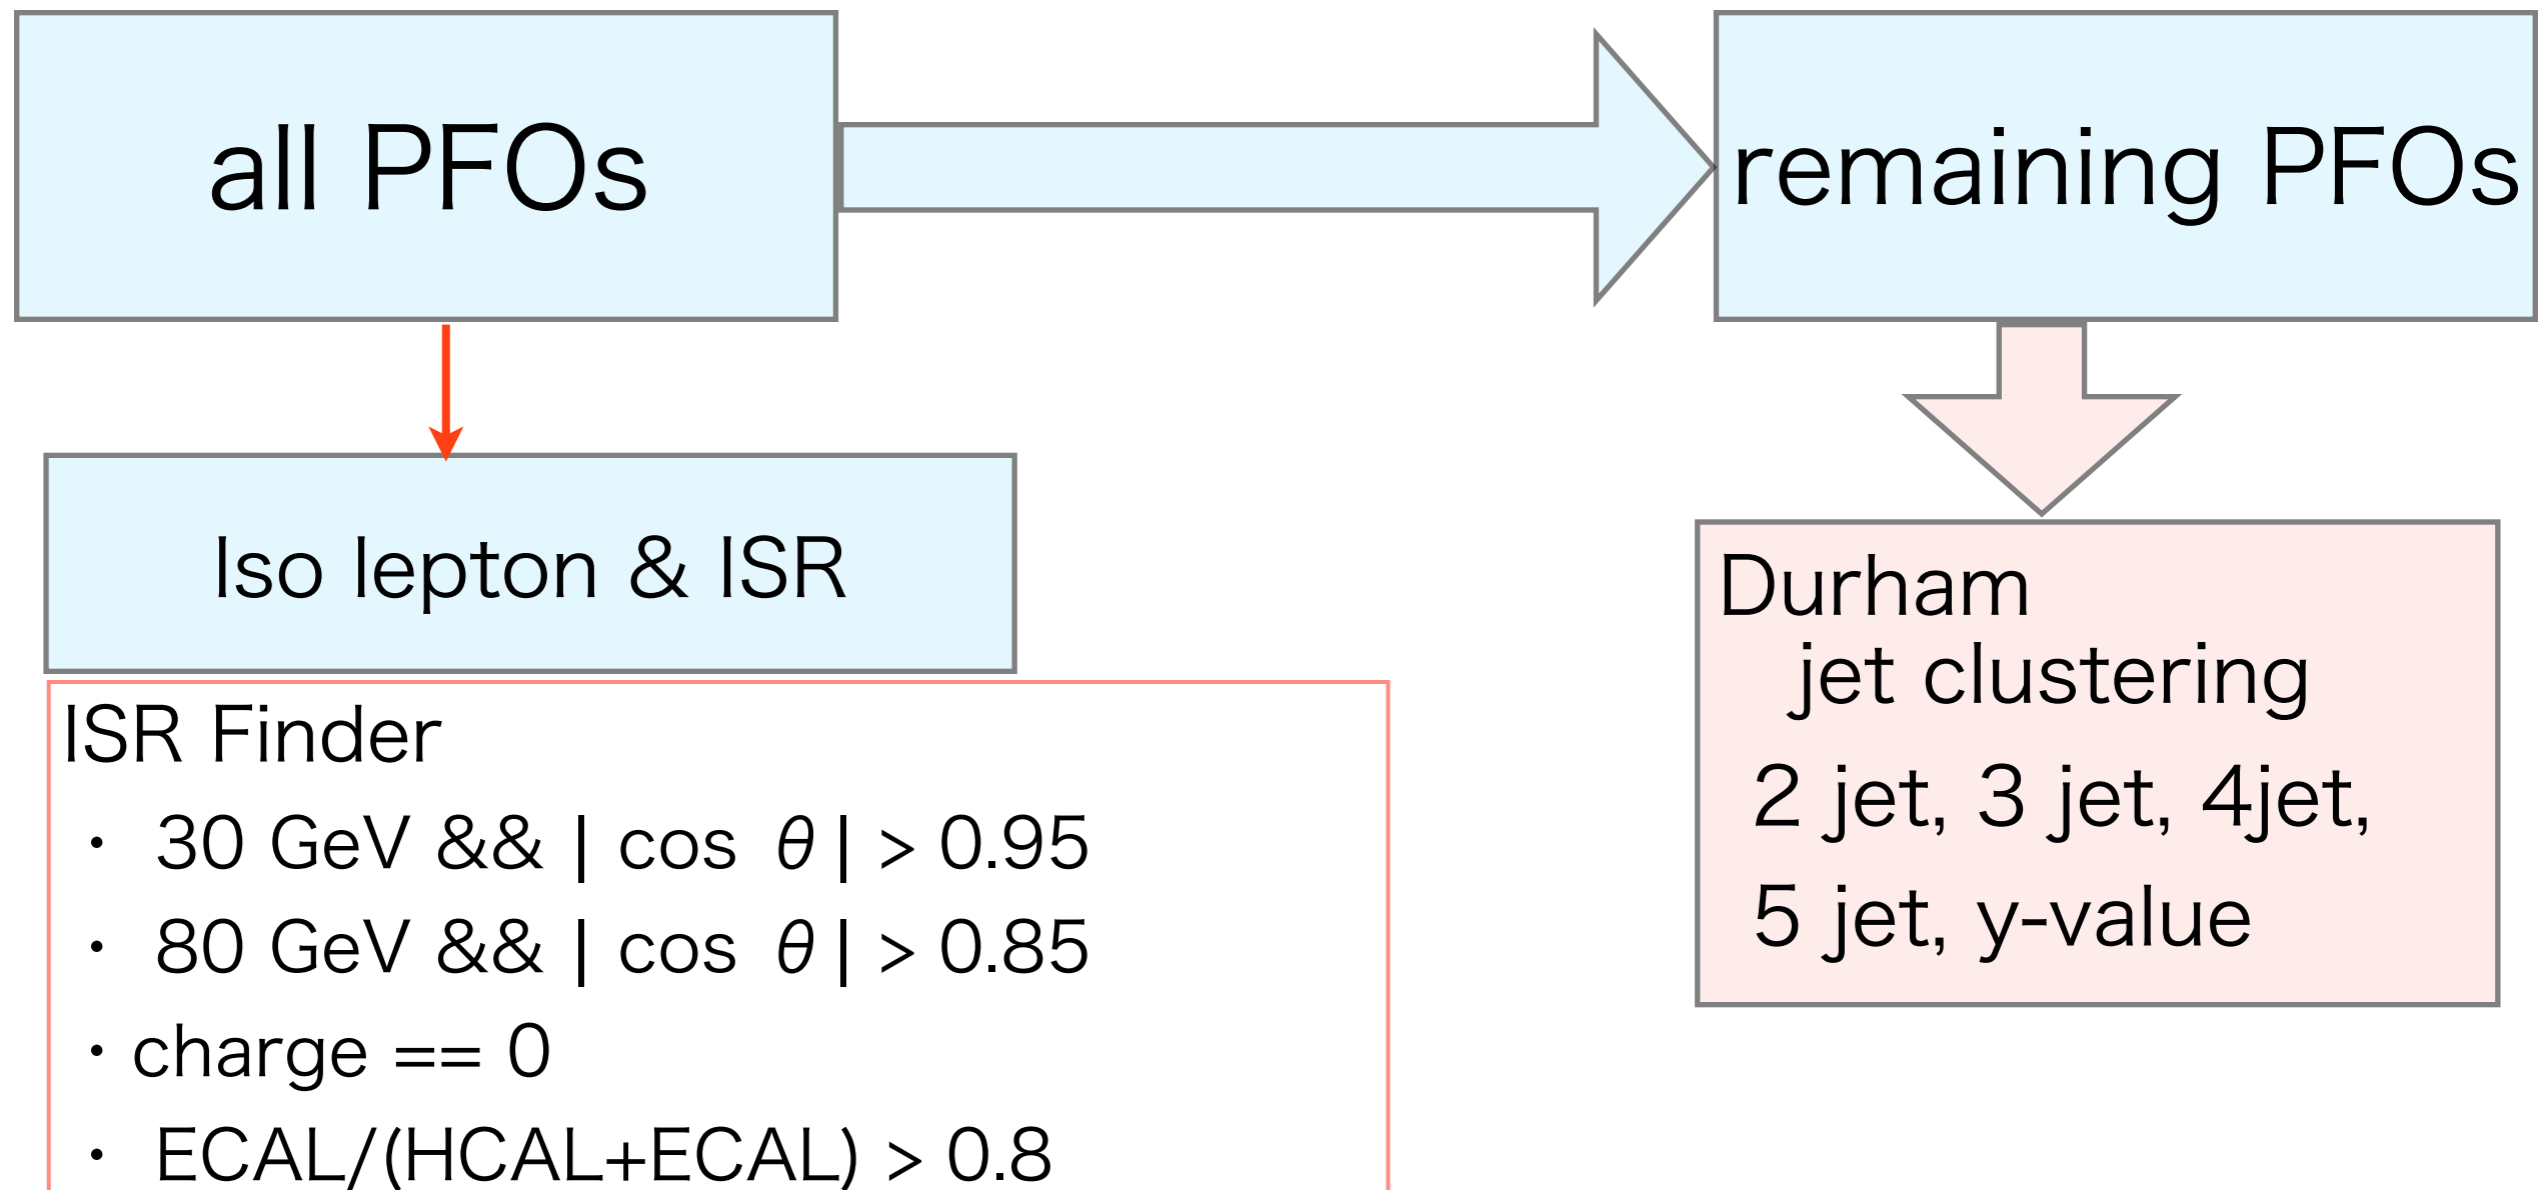 all PFOs
remaining PFOs
Iso lepton & ISR
ISR Finder
・ 30 GeV && | cos θ | > 0.95
・ 80 GeV && | cos θ | > 0.85
・charge == 0
・ ECAL/(HCAL+ECAL) > 0.8
Durham
jet clustering
2 jet, 3 jet, 4jet,
5 jet, y-value